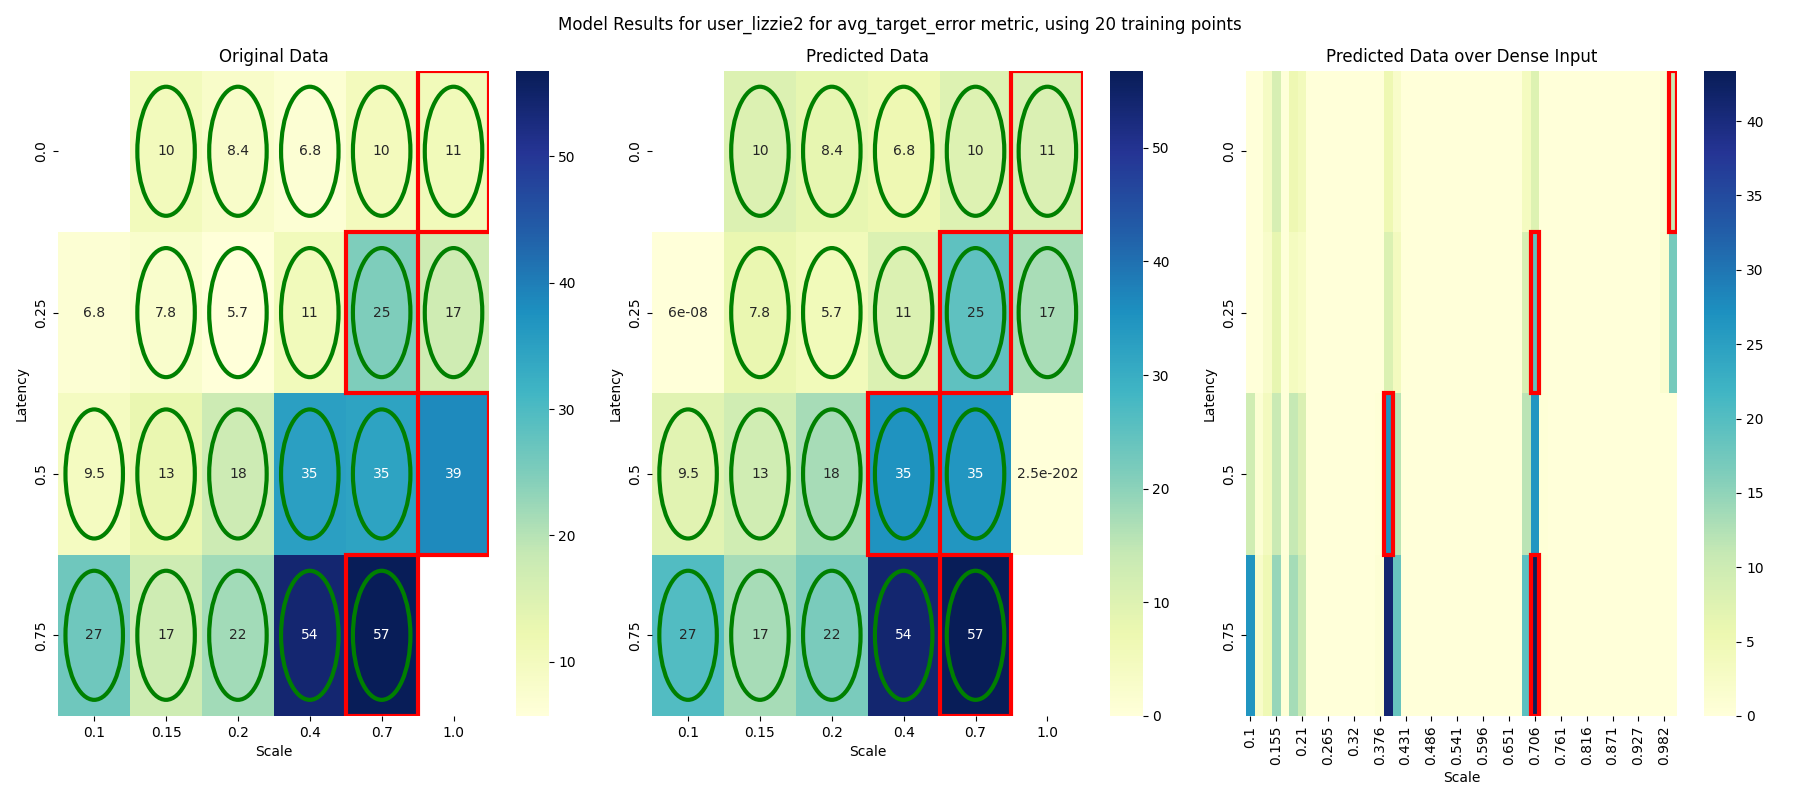 Model Results for user_lizzie2 for avg_target_error metric, using 20 training points
Original Data
Latency
0.0 10 8.4 6.8 10 11
0.25 6.8 7.8 5.7 11 25 17
0.5 9.5 13 18 35 35 39
0.75 27 17 22 54 57
0.1 0.15 0.2 0.4 0.7 1.0
Scale
50
40
30
20
10
Predicted Data
Latency
10 8.4 6.8 10 11
6e-08 7.8 5.7 11 25 17
9.5 13 18 35 35 2.5e-202
27 17 22 54 57
0.1 0.15 0.2 0.4 0.7 1.0
Scale
50
40
30
20
10
0
Predicted Data over Dense Input
Latency
0.0
0.25
0.5
0.75
0.1 0.155 0.21 0.265 0.32 0.376 0.431 0.486 0.541 0.596 0.651 0.706 0.761 0.816 0.871 0.927 0.982
Scale
40
35
30
25
20
15
10
5
0